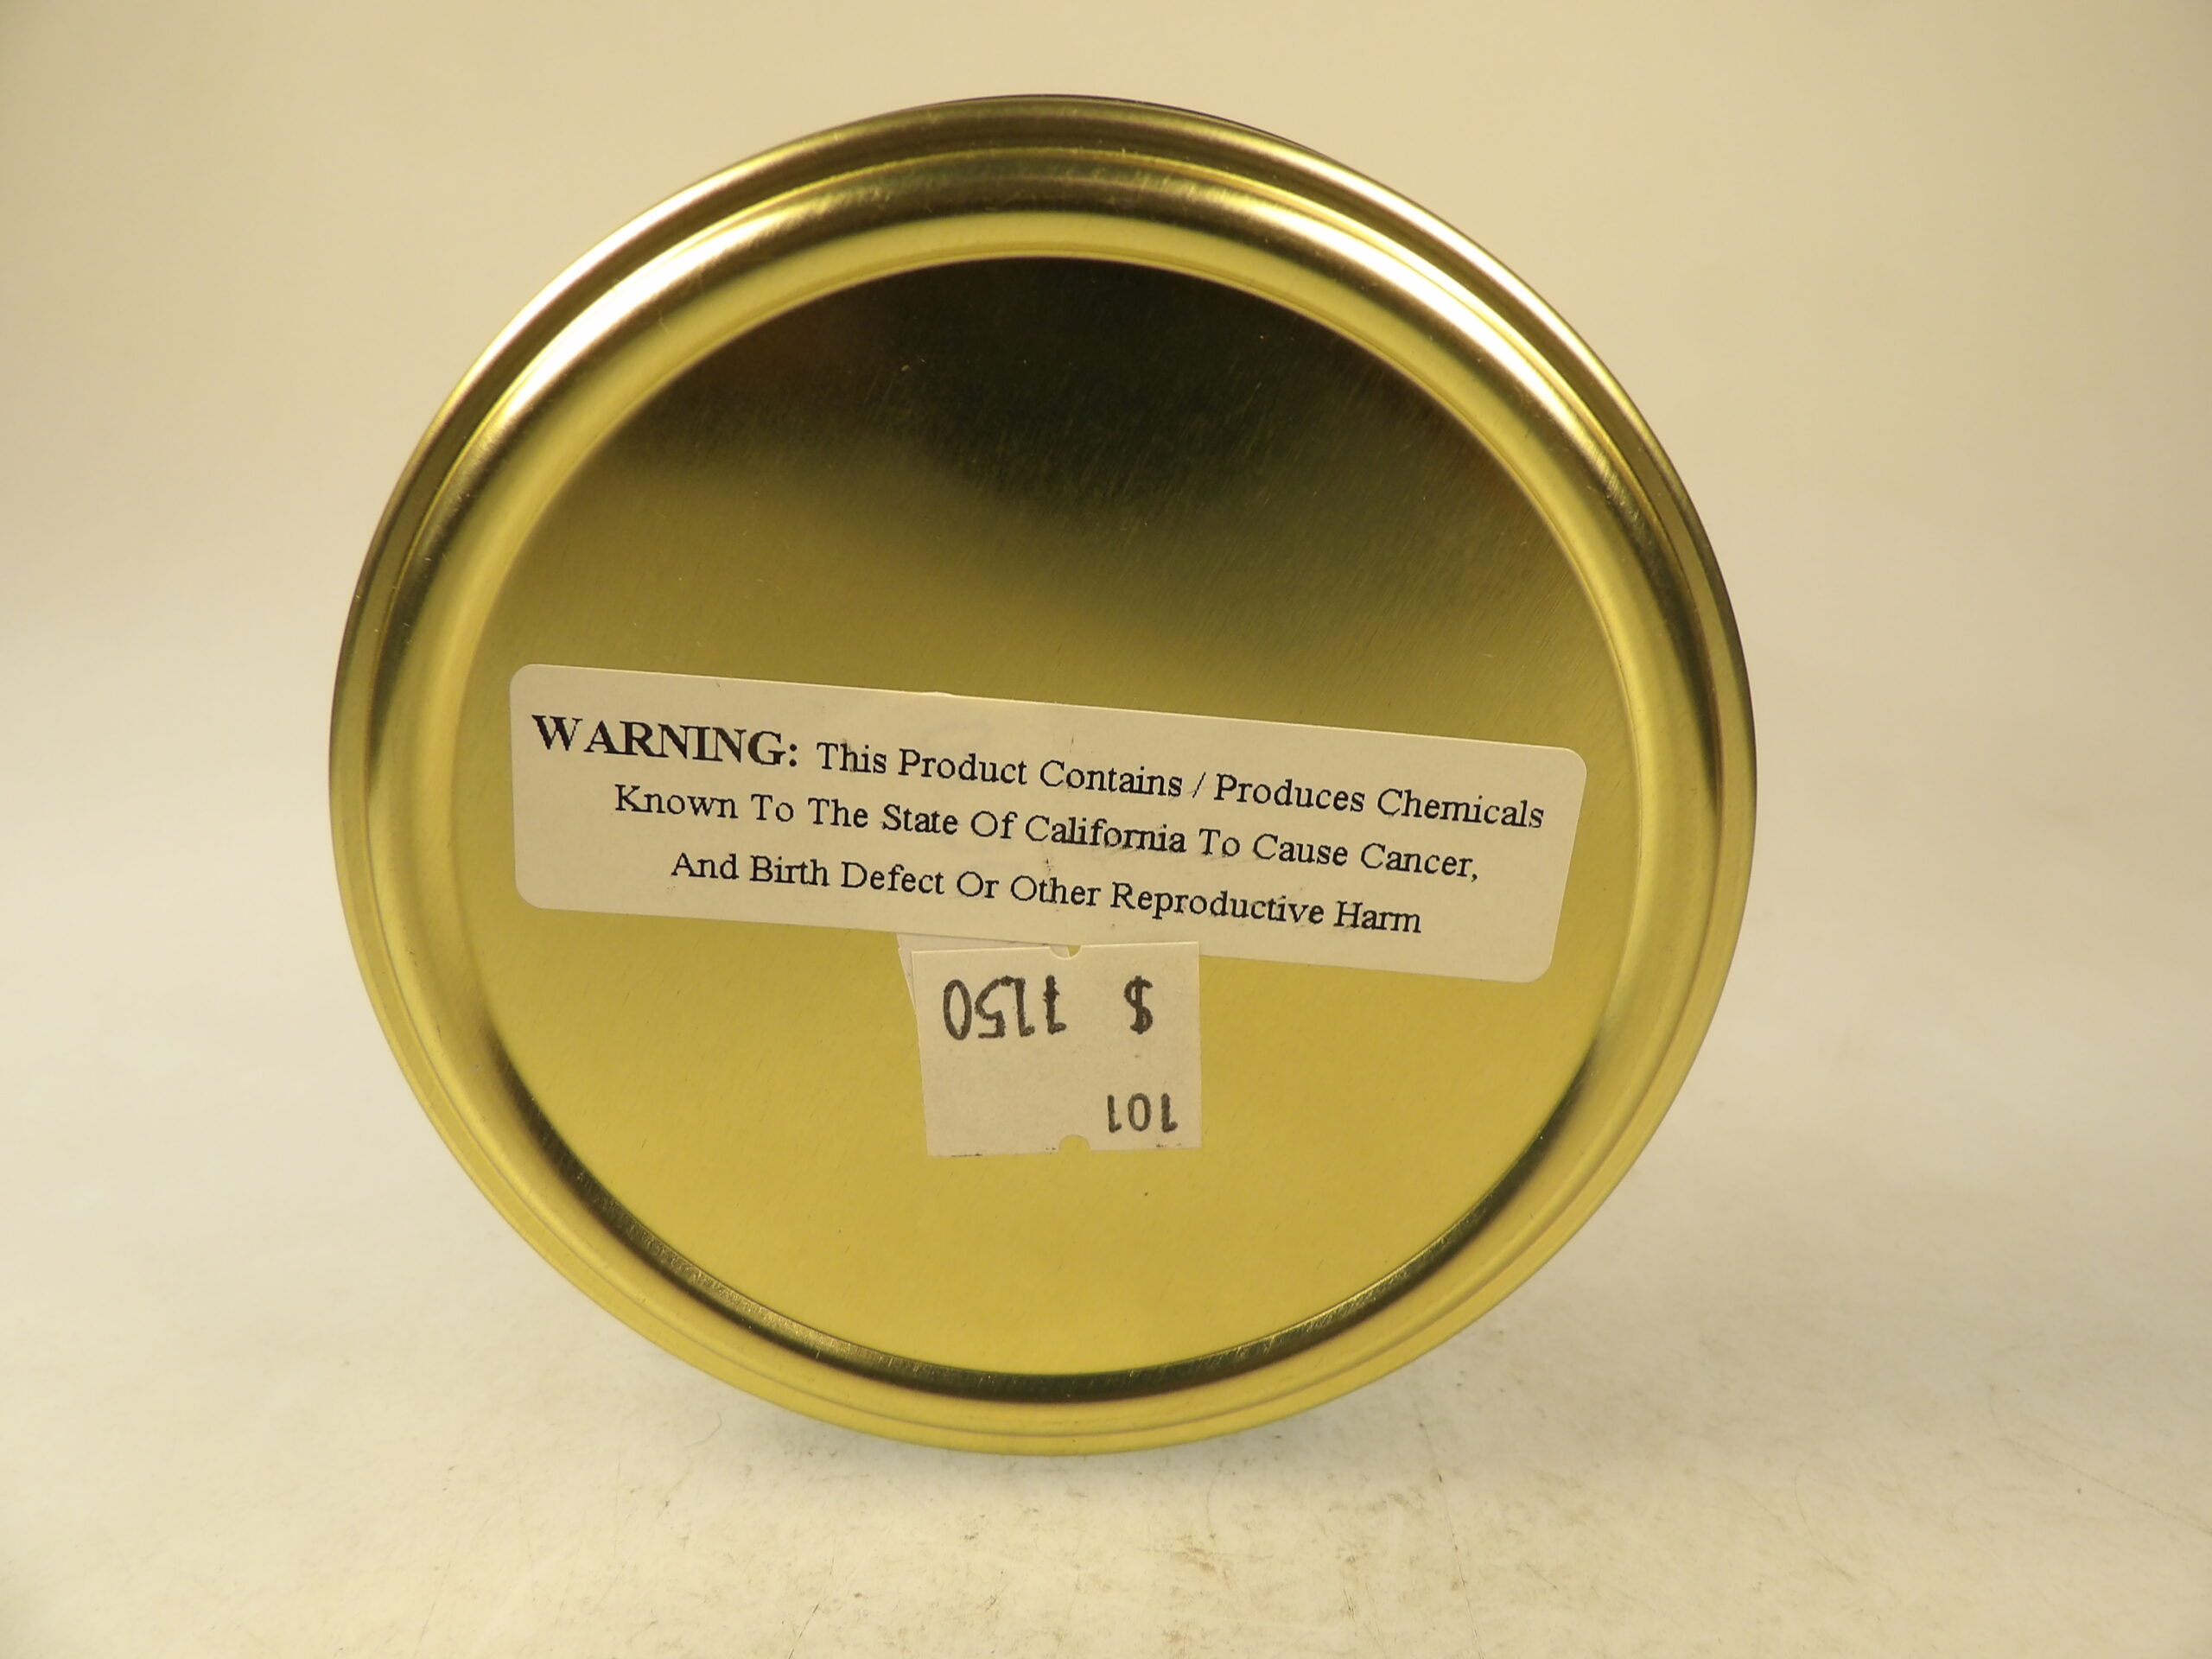 WARNING: This Product Contains / Produces Chemicals
Known To The State Of California To Cause Cancer,
And Birth Defect Or Other Reproductive Harm
101
$ 1150